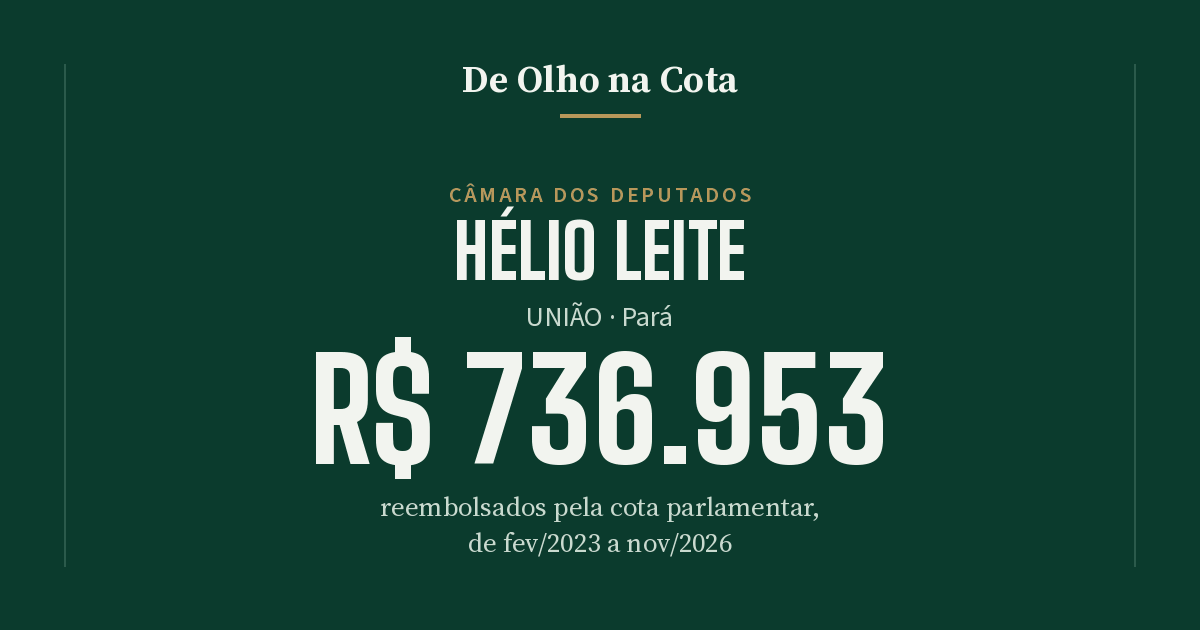 De Olho na Cota
CÂMARA DOS DEPUTADOS
HÉLIO LEITE
UNIÃO · Pará
R$ 736.953
reembolsados pela cota parlamentar,
de fev/2023 a nov/2026